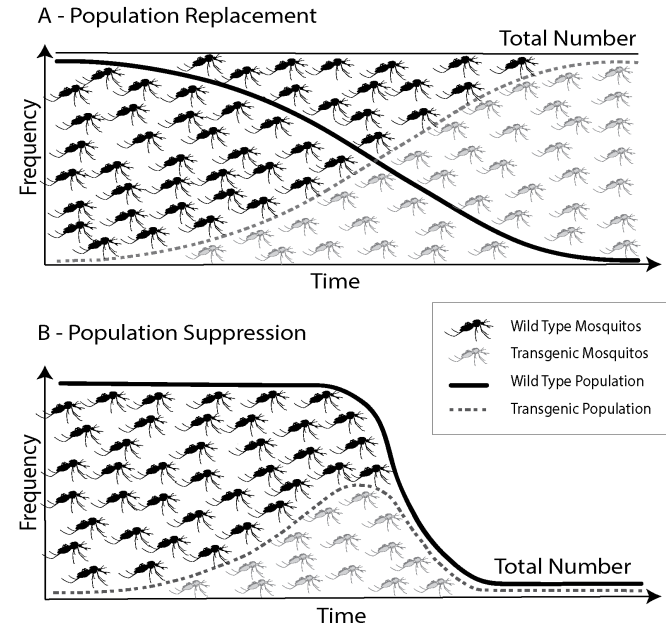 A - Population Replacement
Total Number
Frequency
Time
B - Population Suppression
Wild Type Mosquitos
Transgenic Mosquitos
Wild Type Population
Transgenic Population
Frequency
Total Number
Time